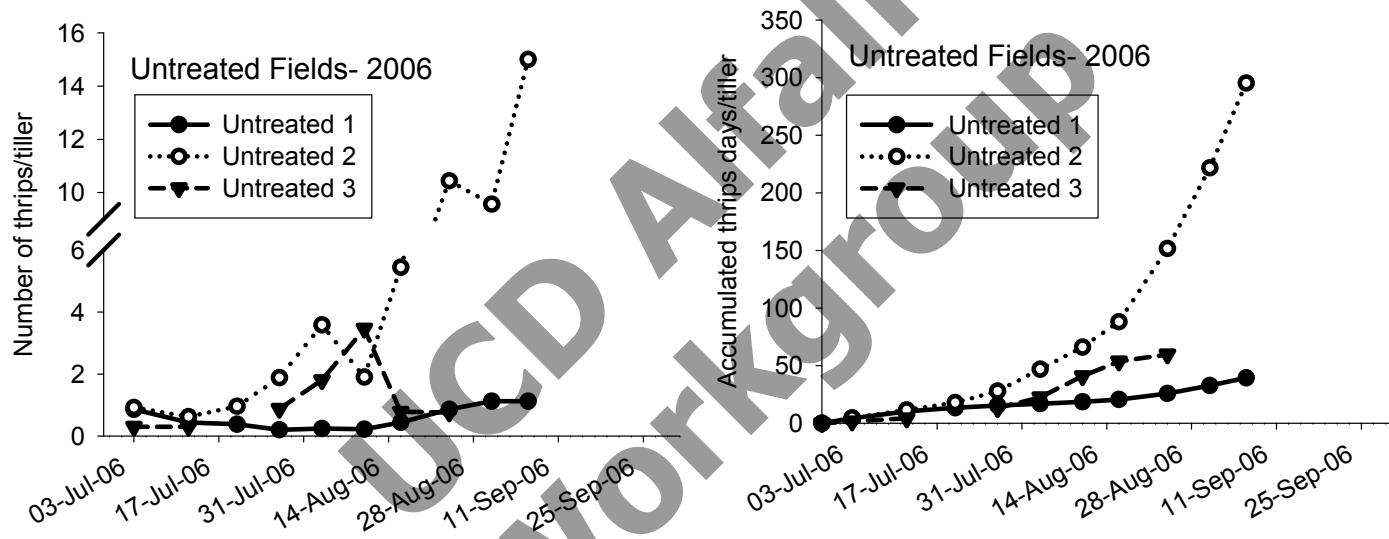 Untreated Fields- 2006
Untreated 1
Untreated 2
Untreated 3
Number of thrips/tiller
16
14
12
10
6
4
2
0
03-Jul-06
17-Jul-06
31-Jul-06
14-Aug-06
28-Aug-06
11-Sep-06
25-Sep-06
Untreated Fields- 2006
Untreated 1
Untreated 2
Untreated 3
Accumulated thrips days/tiller
350
300
250
200
150
100
50
0
03-Jul-06
17-Jul-06
31-Jul-06
14-Aug-06
28-Aug-06
11-Sep-06
25-Sep-06
UCD Alfalf
Workgroup